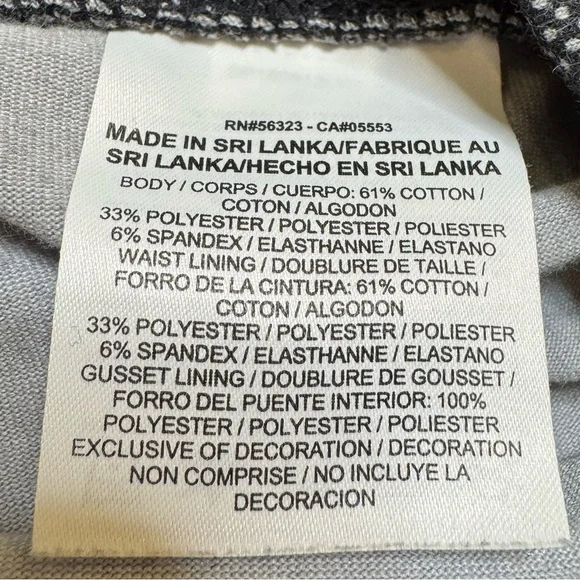 RN#56323 - CA#05553
MADE IN SRI LANKA/FABRIQUE AU
SRI LANKA/HECHO EN SRI LANKA
BODY / CORPS / CUERPO: 61% COTTON /
COTON / ALGODON
33% POLYESTER / POLYESTER / POLIESTER
6% SPANDEX / ELASTHANNE / ELASTANO
WAIST LINING / DOUBLURE DE TAILLE /
FORRO DE LA CINTURA: 61% COTTON /
COTON / ALGODON
33% POLYESTER / POLYESTER / POLIESTER
6% SPANDEX / ELASTHANNE / ELASTANO
GUSSET LINING / DOUBLURE DE GOUSSET /
FORRO DEL PUENTE INTERIOR: 100%
POLYESTER / POLYESTER / POLIESTER
EXCLUSIVE OF DECORATION / DECORATION
NON COMPRISE / NO INCLUYE LA
DECORACION